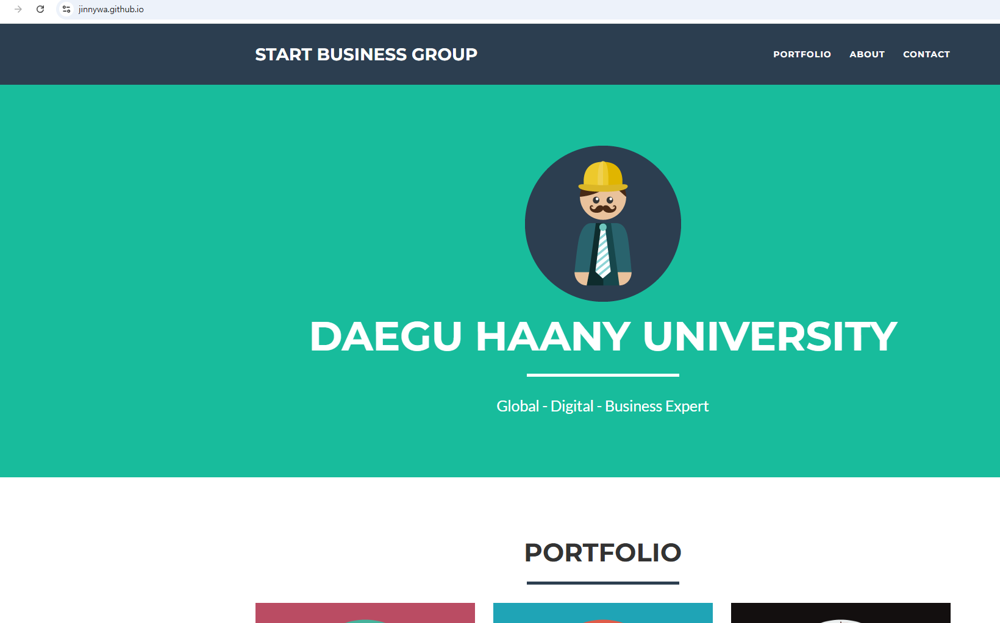 jinnywa.github.io
START BUSINESS GROUP
PORTFOLIO ABOUT CONTACT
DAEGU HAANY UNIVERSITY
Global - Digital - Business Expert
PORTFOLIO